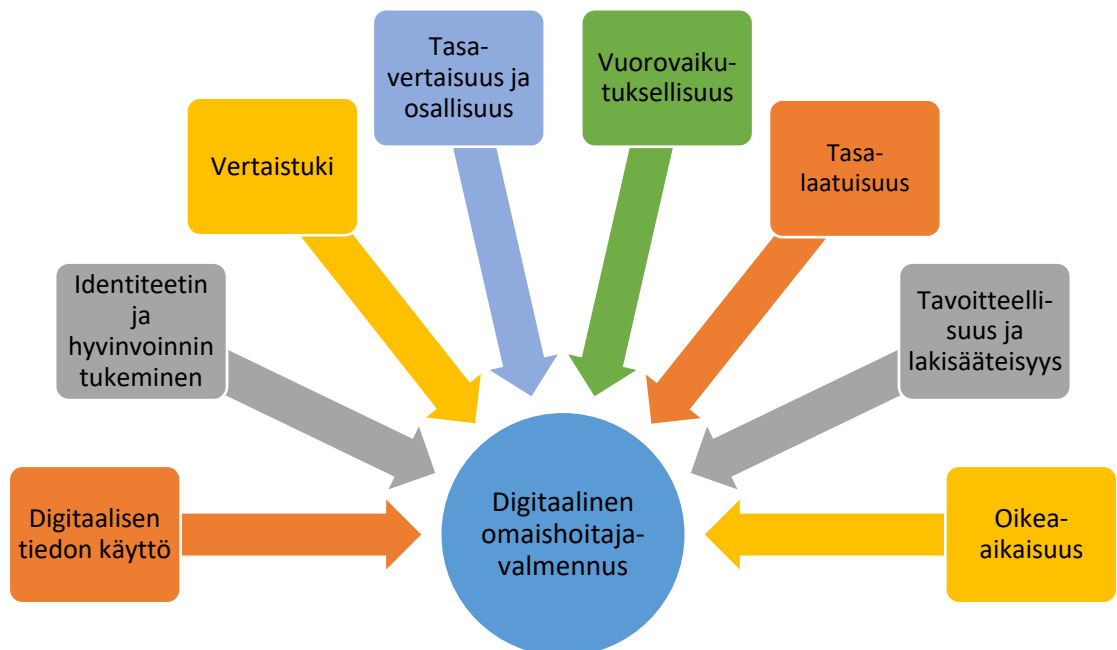 Tasa-
vertaisuus ja
osallisuus
Vuorovaiku-
tuksellisuus
Vertaistuki
Tasa-
laatuisuus
Identiteetin
ja
hyvinvoinnin
tukeminen
Tavoitteelli-
suus ja
lakisääteisyys
Digitaalisen
tiedon käyttö
Digitaalinen
omaishoitaja-
valmennus
Oikea-
aikaisuus